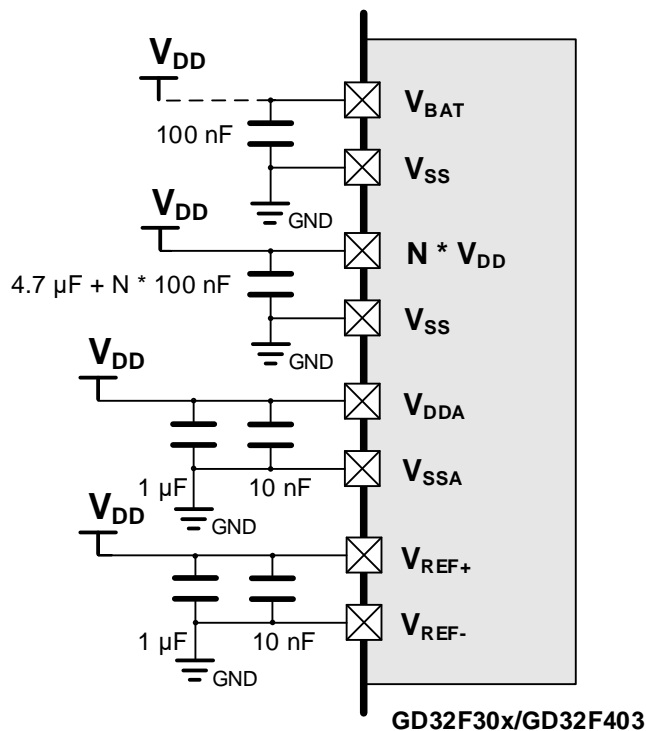 VDD
VBAT
100 nF
VSS
GND
VDD
N * VDD
4.7 µF + N * 100 nF
VSS
GND
VDD
VDDA
VSSA
1 µF
10 nF
GND
VDD
VREF+
VREF-
1 µF
10 nF
GND
GD32F30x/GD32F403